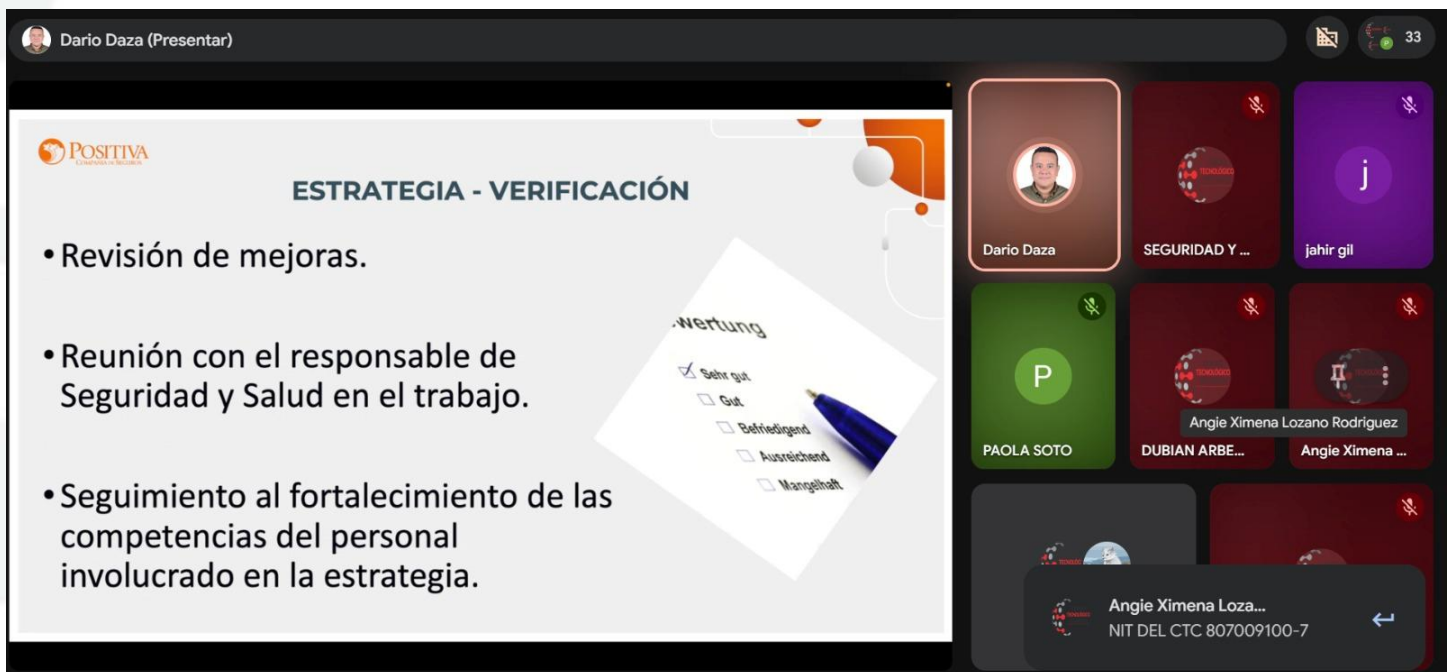 Dario Daza (Presentar)
33
POSITIVA
COMPAÑÍA DE SEGUROS
ESTRATEGIA - VERIFICACIÓN
• Revisión de mejoras.
• Reunión con el responsable de
Seguridad y Salud en el trabajo.
• Seguimiento al fortalecimiento de las
competencias del personal
involucrado en la estrategia.
wertung
Sehr gut
Gut
Befriedigend
Ausreichend
Mangelhaft
Dario Daza
TECNOLÓGICO
SEGURIDAD Y ...
j
jahir gil
P
PAOLA SOTO
TECNOLÓGICO
DUBIAN ARBE...
Angie Ximena Lozano Rodriguez
Angie Ximena ...
Angie Ximena Loza...
NIT DEL CTC 807009100-7